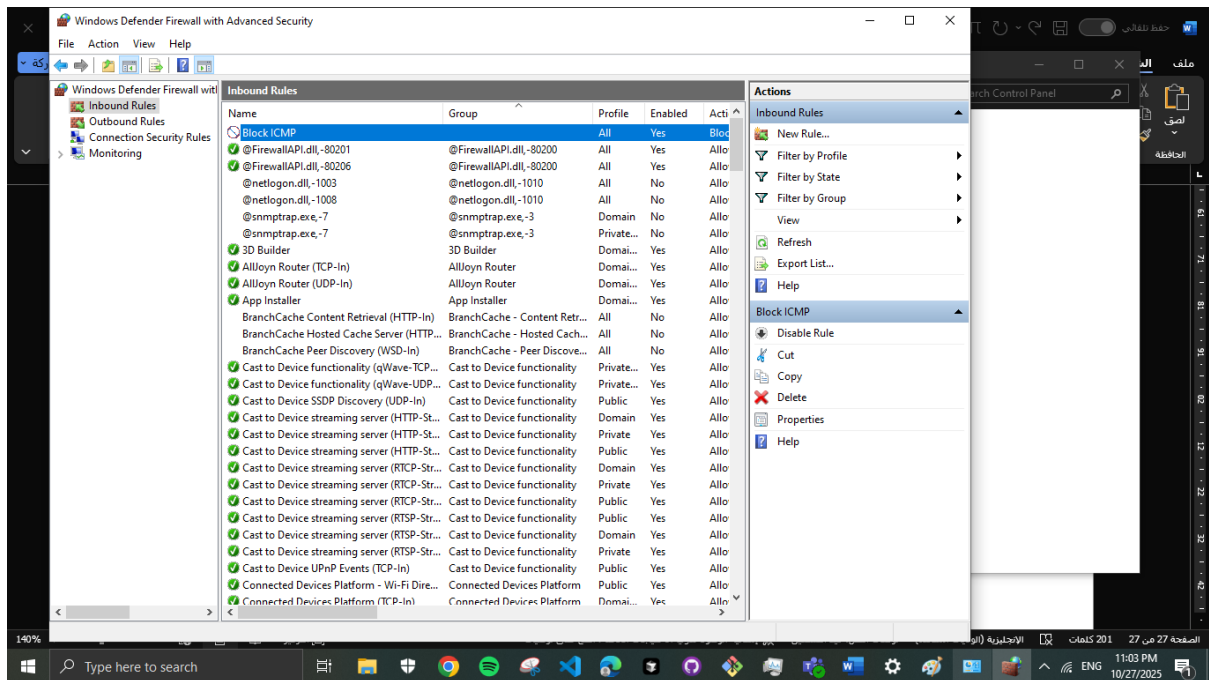 Windows Defender Firewall with Advanced Security
File Action View Help
Windows Defender Firewall witl
Inbound Rules
Outbound Rules
Connection Security Rules
Monitoring
Inbound Rules
Name Group Profile Enabled Acti
Block ICMP All Yes Bloc
@FirewallAPI.dll,-80201 @FirewallAPI.dll,-80200 All Yes Allo
@FirewallAPI.dll,-80206 @FirewallAPI.dll,-80200 All Yes Allo
@netlogon.dll,-1003 @netlogon.dll,-1010 All No Allo
@netlogon.dll,-1008 @netlogon.dll,-1010 All No Allo
@snmptrap.exe,-7 @snmptrap.exe,-3 Domain No Allo
@snmptrap.exe,-7 @snmptrap.exe,-3 Private... No Allo
3D Builder 3D Builder Domai... Yes Allo
AllJoyn Router (TCP-In) AllJoyn Router Domai... Yes Allo
AllJoyn Router (UDP-In) AllJoyn Router Domai... Yes Allo
App Installer App Installer Domai... Yes Allo
BranchCache Content Retrieval (HTTP-In) BranchCache - Content Retr... All No Allo
BranchCache Hosted Cache Server (HTTP... BranchCache - Hosted Cach... All No Allo
BranchCache Peer Discovery (WSD-In) BranchCache - Peer Discove... All No Allo
Cast to Device functionality (qWave-TCP... Cast to Device functionality Private... Yes Allo
Cast to Device functionality (qWave-UDP... Cast to Device functionality Private... Yes Allo
Cast to Device SSDP Discovery (UDP-In) Cast to Device functionality Public Yes Allo
Cast to Device streaming server (HTTP-St... Cast to Device functionality Domain Yes Allo
Cast to Device streaming server (HTTP-St... Cast to Device functionality Private Yes Allo
Cast to Device streaming server (HTTP-St... Cast to Device functionality Public Yes Allo
Cast to Device streaming server (RTCP-Str... Cast to Device functionality Domain Yes Allo
Cast to Device streaming server (RTCP-Str... Cast to Device functionality Private Yes Allo
Cast to Device streaming server (RTCP-Str... Cast to Device functionality Public Yes Allo
Cast to Device streaming server (RTSP-Str... Cast to Device functionality Public Yes Allo
Cast to Device streaming server (RTSP-Str... Cast to Device functionality Domain Yes Allo
Cast to Device streaming server (RTSP-Str... Cast to Device functionality Private Yes Allo
Cast to Device UPnP Events (TCP-In) Cast to Device functionality Public Yes Allo
Connected Devices Platform - Wi-Fi Dire... Connected Devices Platform Public Yes Allo
Connected Devices Platform (TCP-In) Connected Devices Platform Domai... Yes Allo
Actions
Inbound Rules
New Rule...
Filter by Profile
Filter by State
Filter by Group
View
Refresh
Export List...
Help
Block ICMP
Disable Rule
Cut
Copy
Delete
Properties
Help
حفظ تلقائي
ملف
arch Control Panel
لصق
الحافظة
140%
الصفحة 27 من 27 201 كلمات
Type here to search
ENG
11:03 PM
10/27/2025